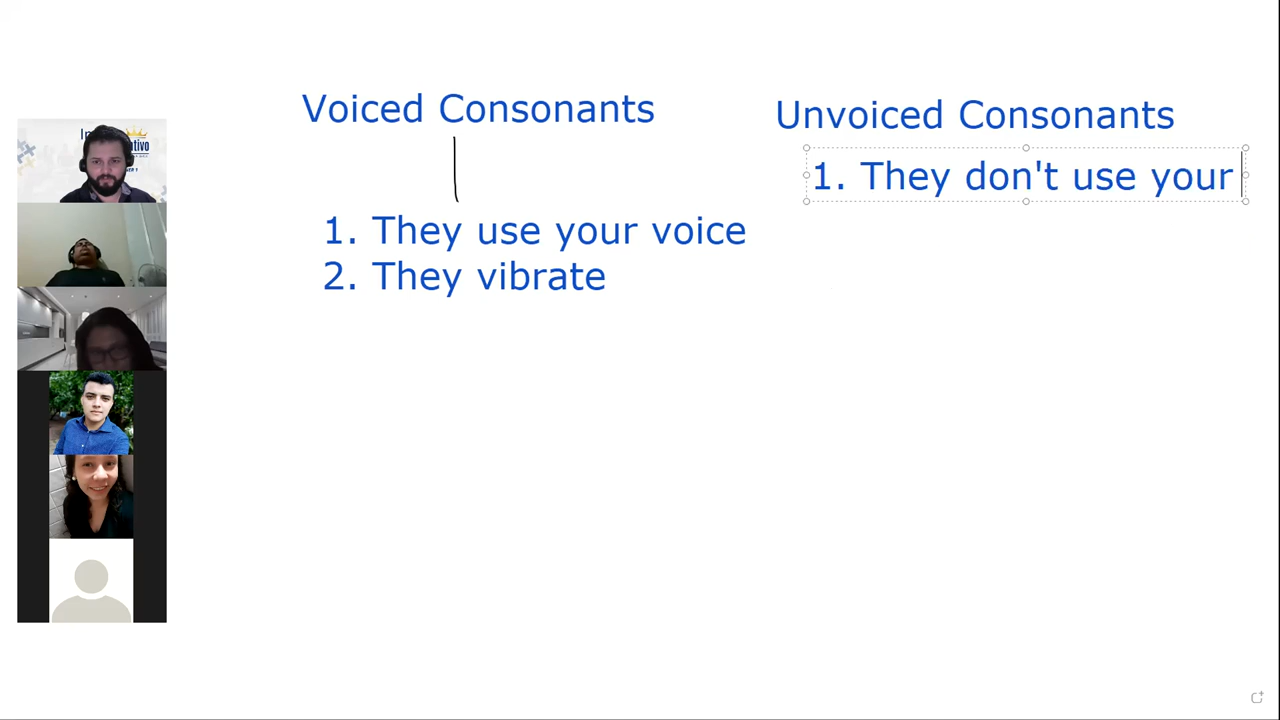 Voiced Consonants
1. They use your voice
2. They vibrate
Unvoiced Consonants
1. They don't use your